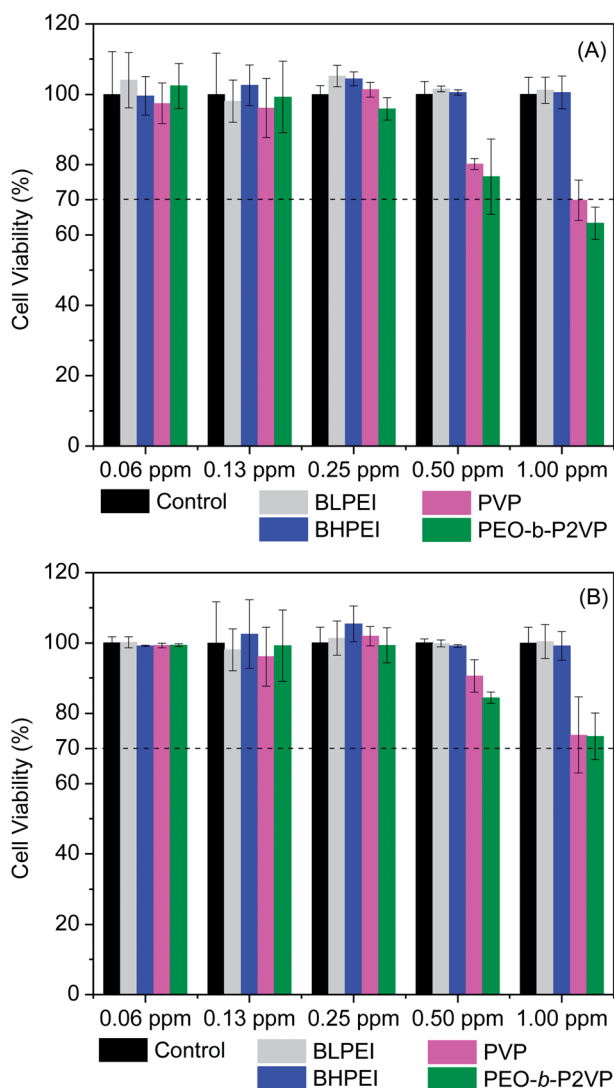 (A)
Cell Viability (%)
120
100
80
70
60
40
20
0
0.06 ppm 0.13 ppm 0.25 ppm 0.50 ppm 1.00 ppm
Control BLPEI PVP
BHPEI PEO-b-P2VP
(B)
Cell Viability (%)
120
100
80
70
60
40
20
0
0.06 ppm 0.13 ppm 0.25 ppm 0.50 ppm 1.00 ppm
Control BLPEI PVP
BHPEI PEO-b-P2VP